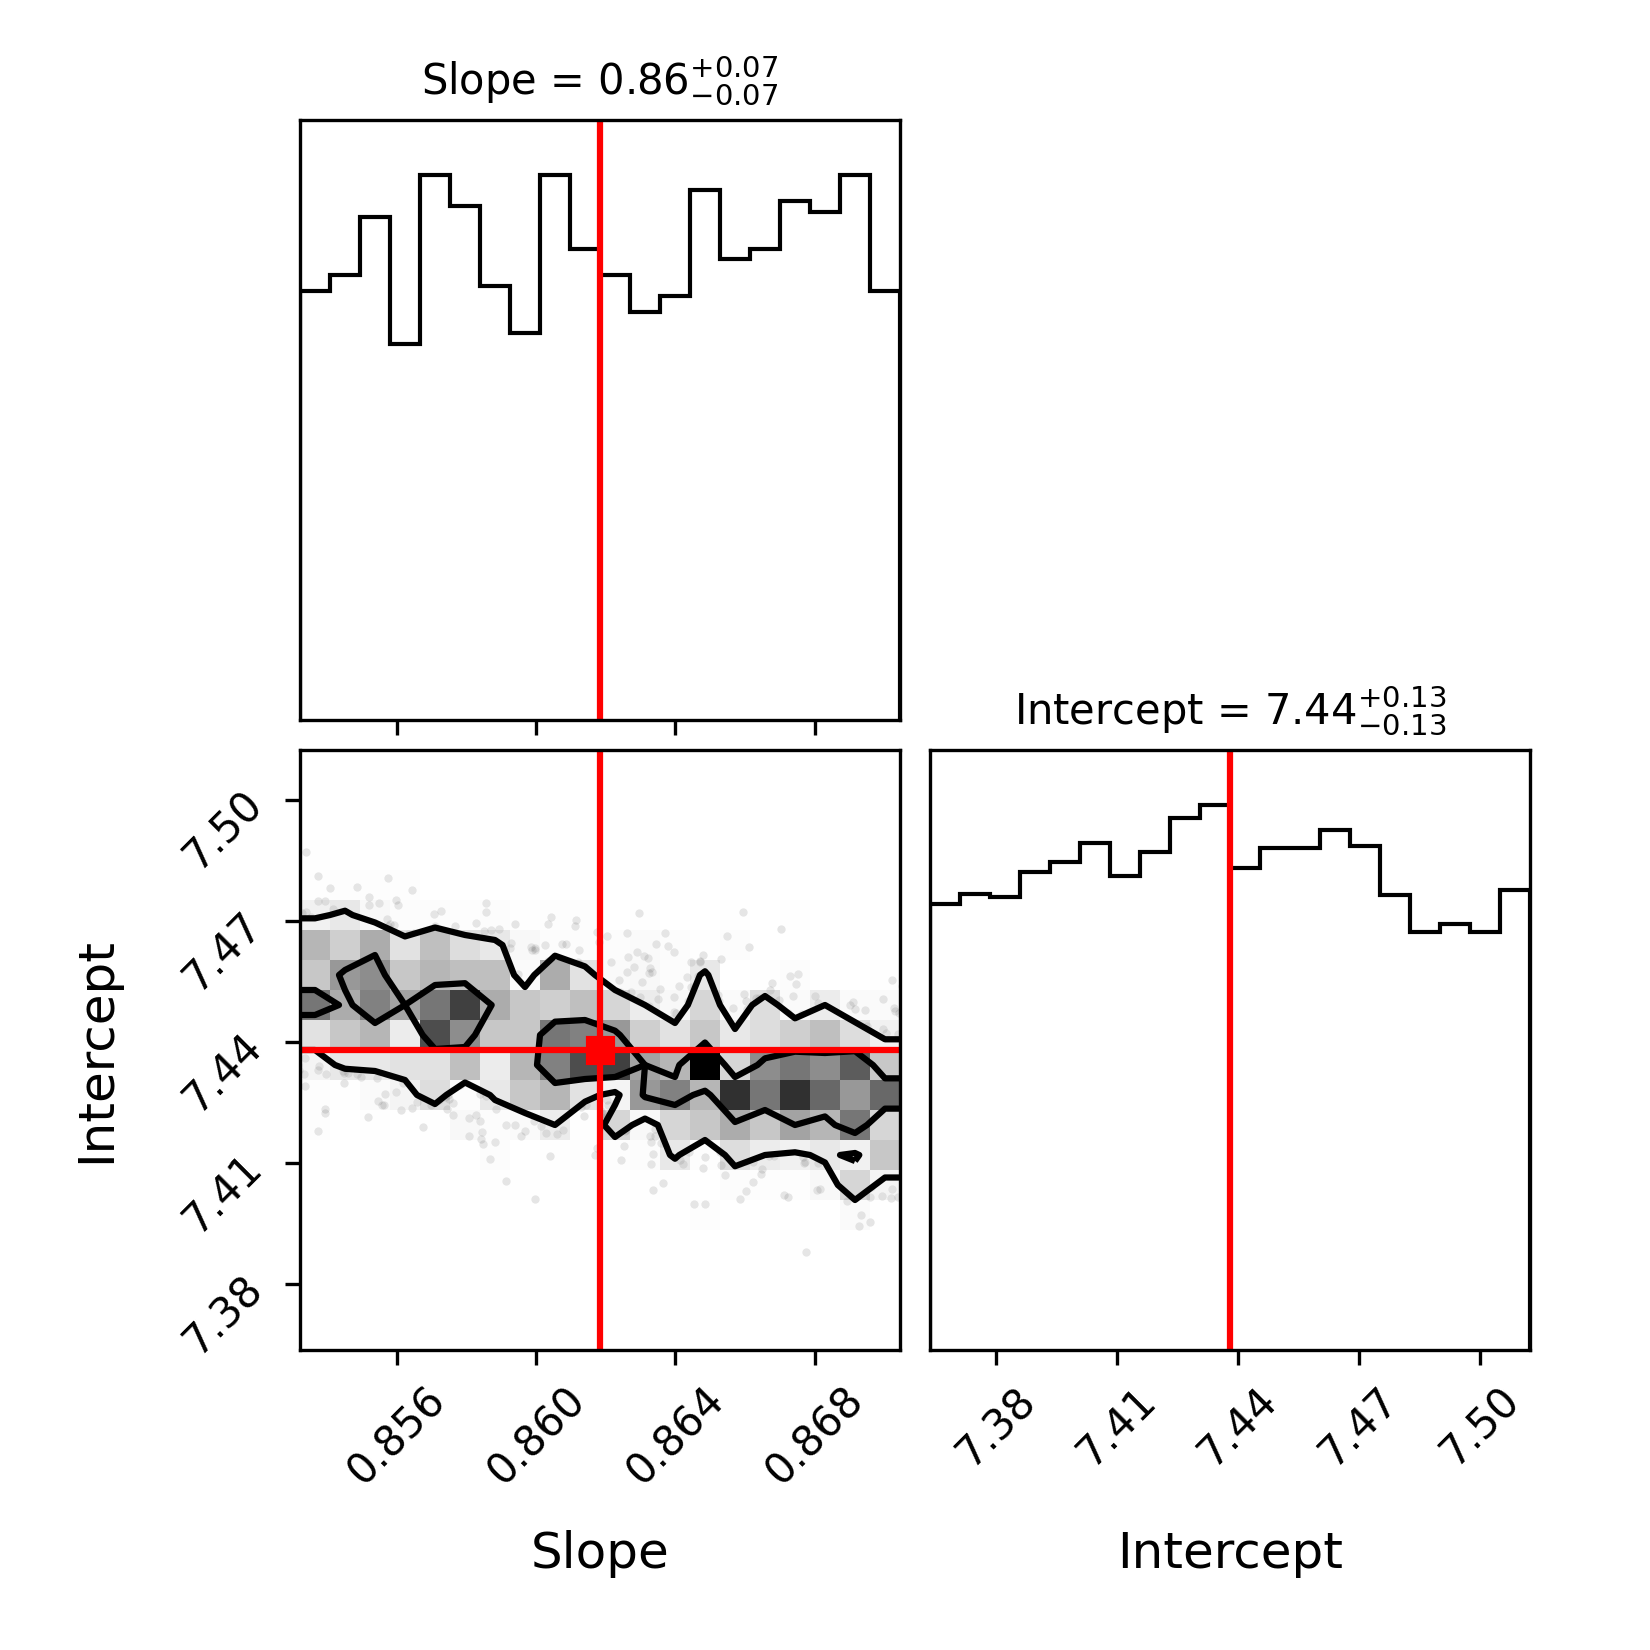 Slope = 0.86+0.07 −0.07
Intercept = 7.44+0.13 −0.13
7.50
7.47
7.44
7.41
7.38
Intercept
0.856 0.860 0.864 0.868
Slope
7.38 7.41 7.44 7.47 7.50
Intercept